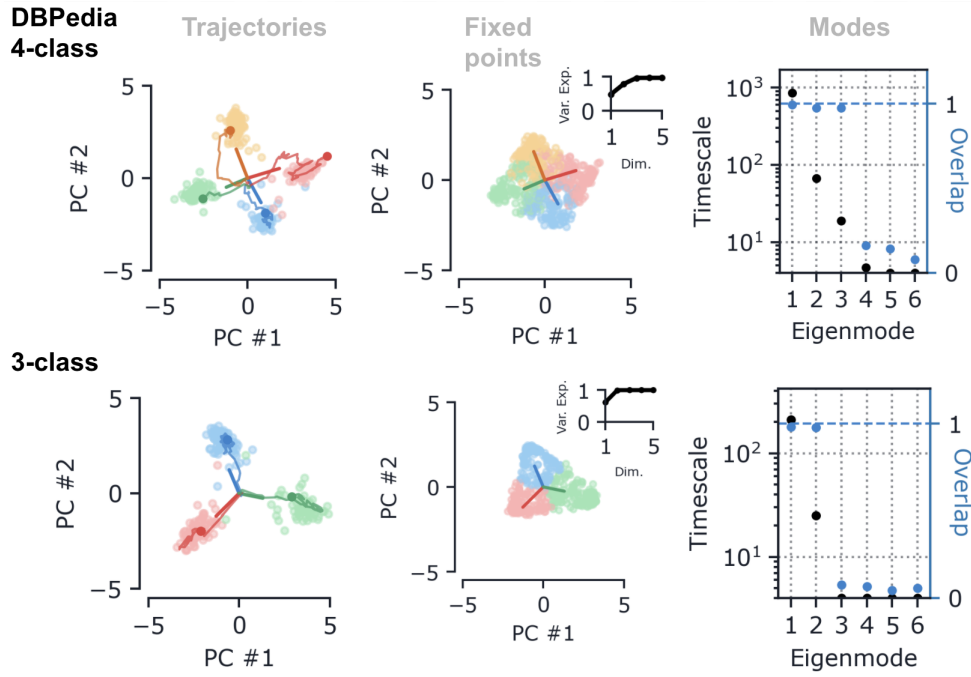 DBPedia
4-class
Trajectories
Fixed
points
Modes
5
0
−5
PC #2
−5
0
5
PC #1
5
0
−5
PC #2
−5
0
5
PC #1
Var. Exp.
1
0
1
5
Dim.
Timescale
10³
10²
10¹
1
0
Overlap
1 2 3 4 5 6
Eigenmode
3-class
5
0
−5
PC #2
−5
0
5
PC #1
5
0
−5
PC #2
−5
0
5
PC #1
Var. Exp.
1
0
1
5
Dim.
Timescale
10²
10¹
1
0
Overlap
1 2 3 4 5 6
Eigenmode